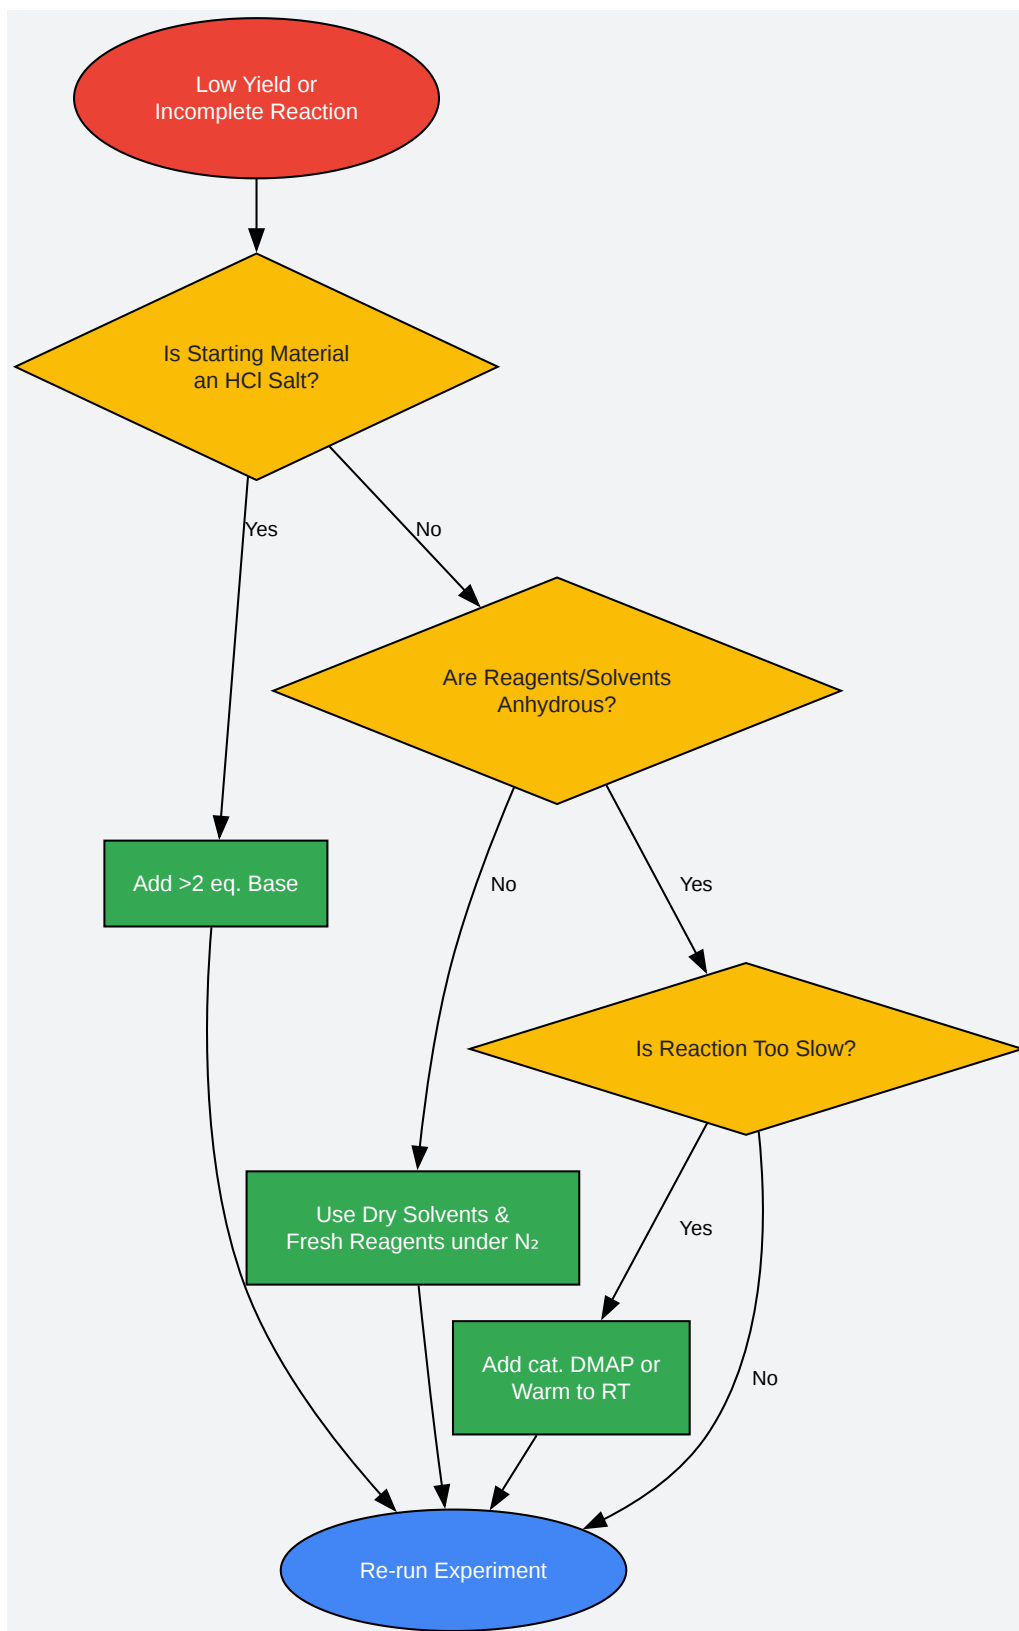 Low Yield or
Incomplete Reaction
Is Starting Material
an HCl Salt?
Yes
No
Are Reagents/Solvents
Anhydrous?
Add >2 eq. Base
No
Yes
Is Reaction Too Slow?
Use Dry Solvents &
Fresh Reagents under N₂
Yes
Add cat. DMAP or
Warm to RT
No
Re-run Experiment